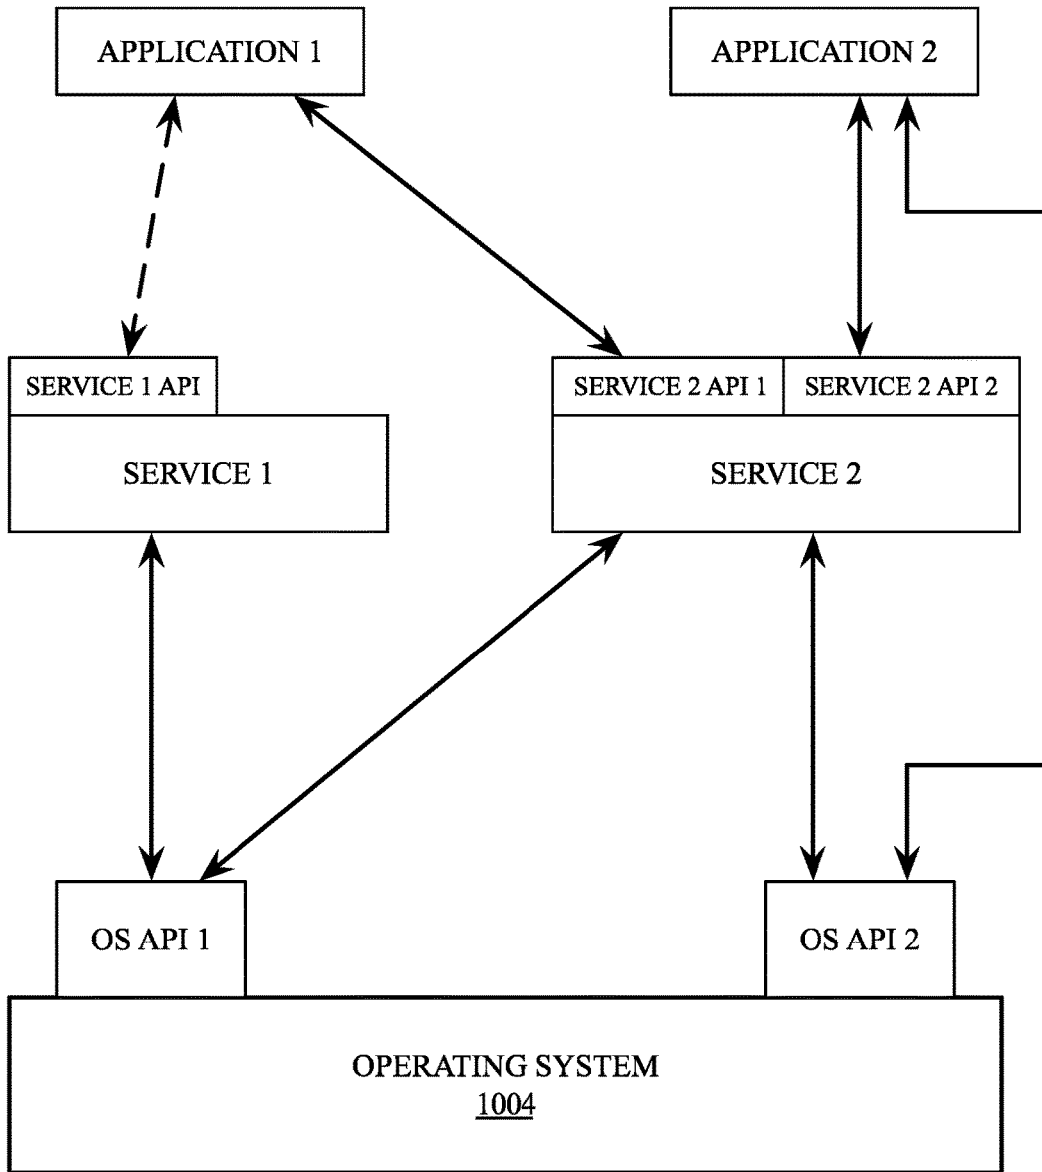 APPLICATION 1
APPLICATION 2
SERVICE 1 API
SERVICE 2 API 1
SERVICE 2 API 2
SERVICE 1
SERVICE 2
OS API 1
OS API 2
OPERATING SYSTEM
1004